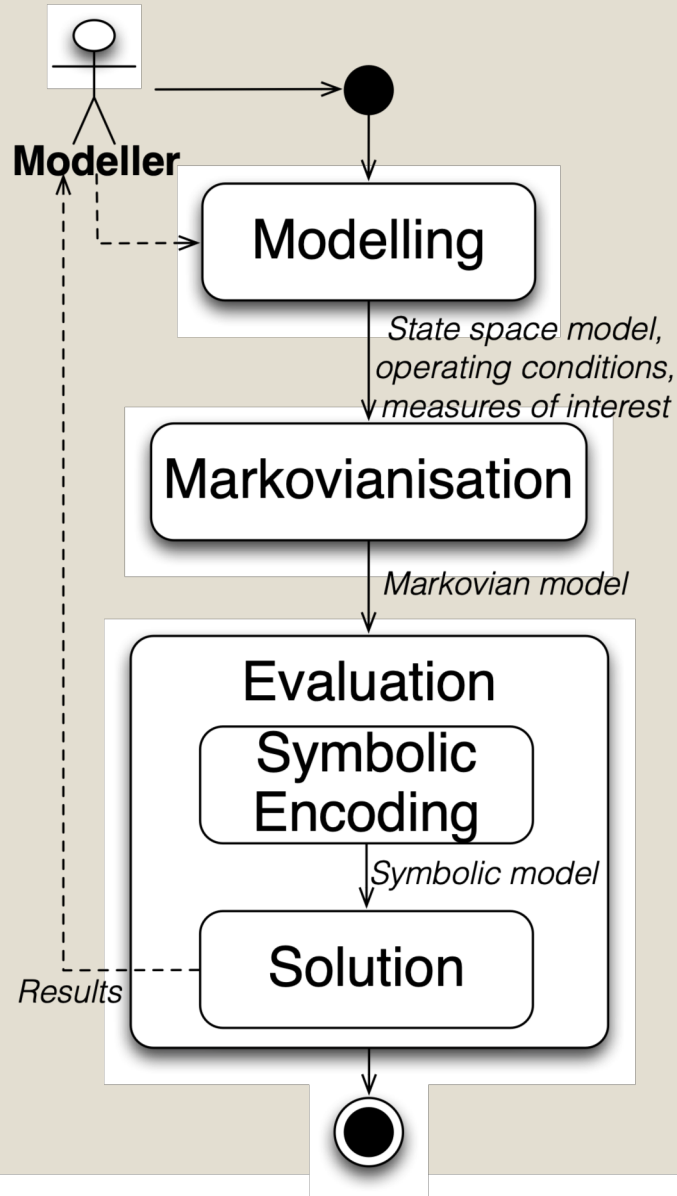 Modeller
Modelling
State space model,
operating conditions,
measures of interest
Markovianisation
Markovian model
Evaluation
Symbolic
Encoding
Symbolic model
Solution
Results